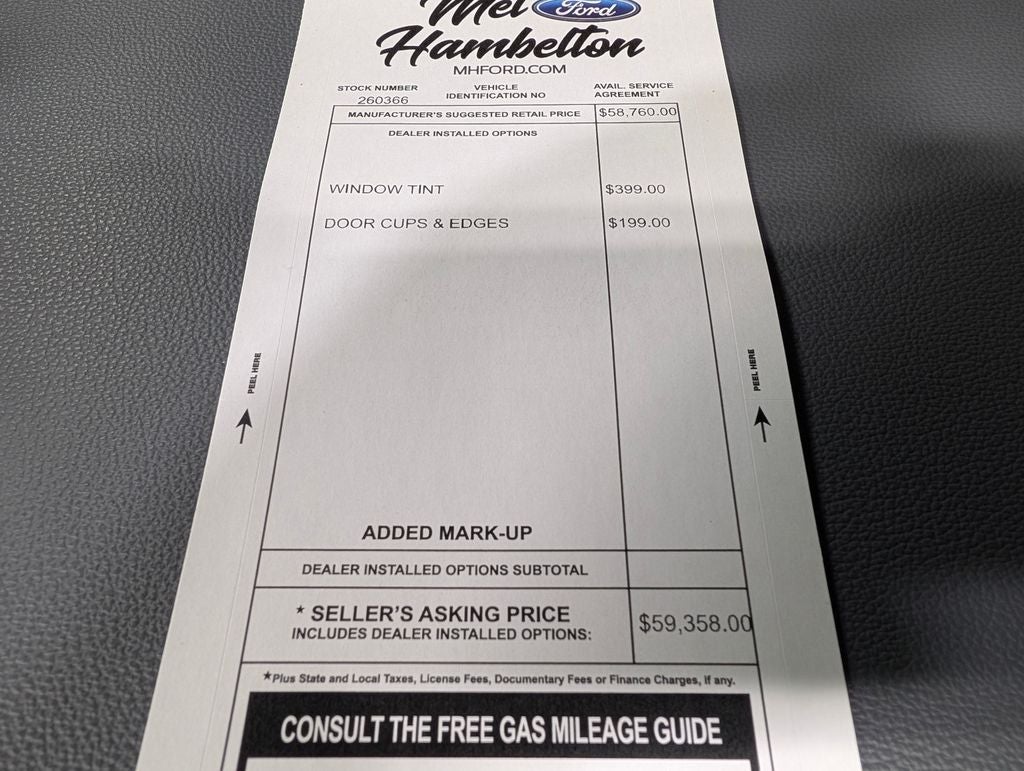 Mel Ford
Hambelton
MHFORD.COM
STOCK NUMBER
260366
VEHICLE
IDENTIFICATION NO
AVAIL. SERVICE
AGREEMENT
MANUFACTURER'S SUGGESTED RETAIL PRICE $58,760.00
DEALER INSTALLED OPTIONS
WINDOW TINT $399.00
DOOR CUPS & EDGES $199.00
PEEL HERE
PEEL HERE
ADDED MARK-UP
DEALER INSTALLED OPTIONS SUBTOTAL
* SELLER'S ASKING PRICE
INCLUDES DEALER INSTALLED OPTIONS:
$59,358.00
*Plus State and Local Taxes, License Fees, Documentary Fees or Finance Charges, if any.
CONSULT THE FREE GAS MILEAGE GUIDE